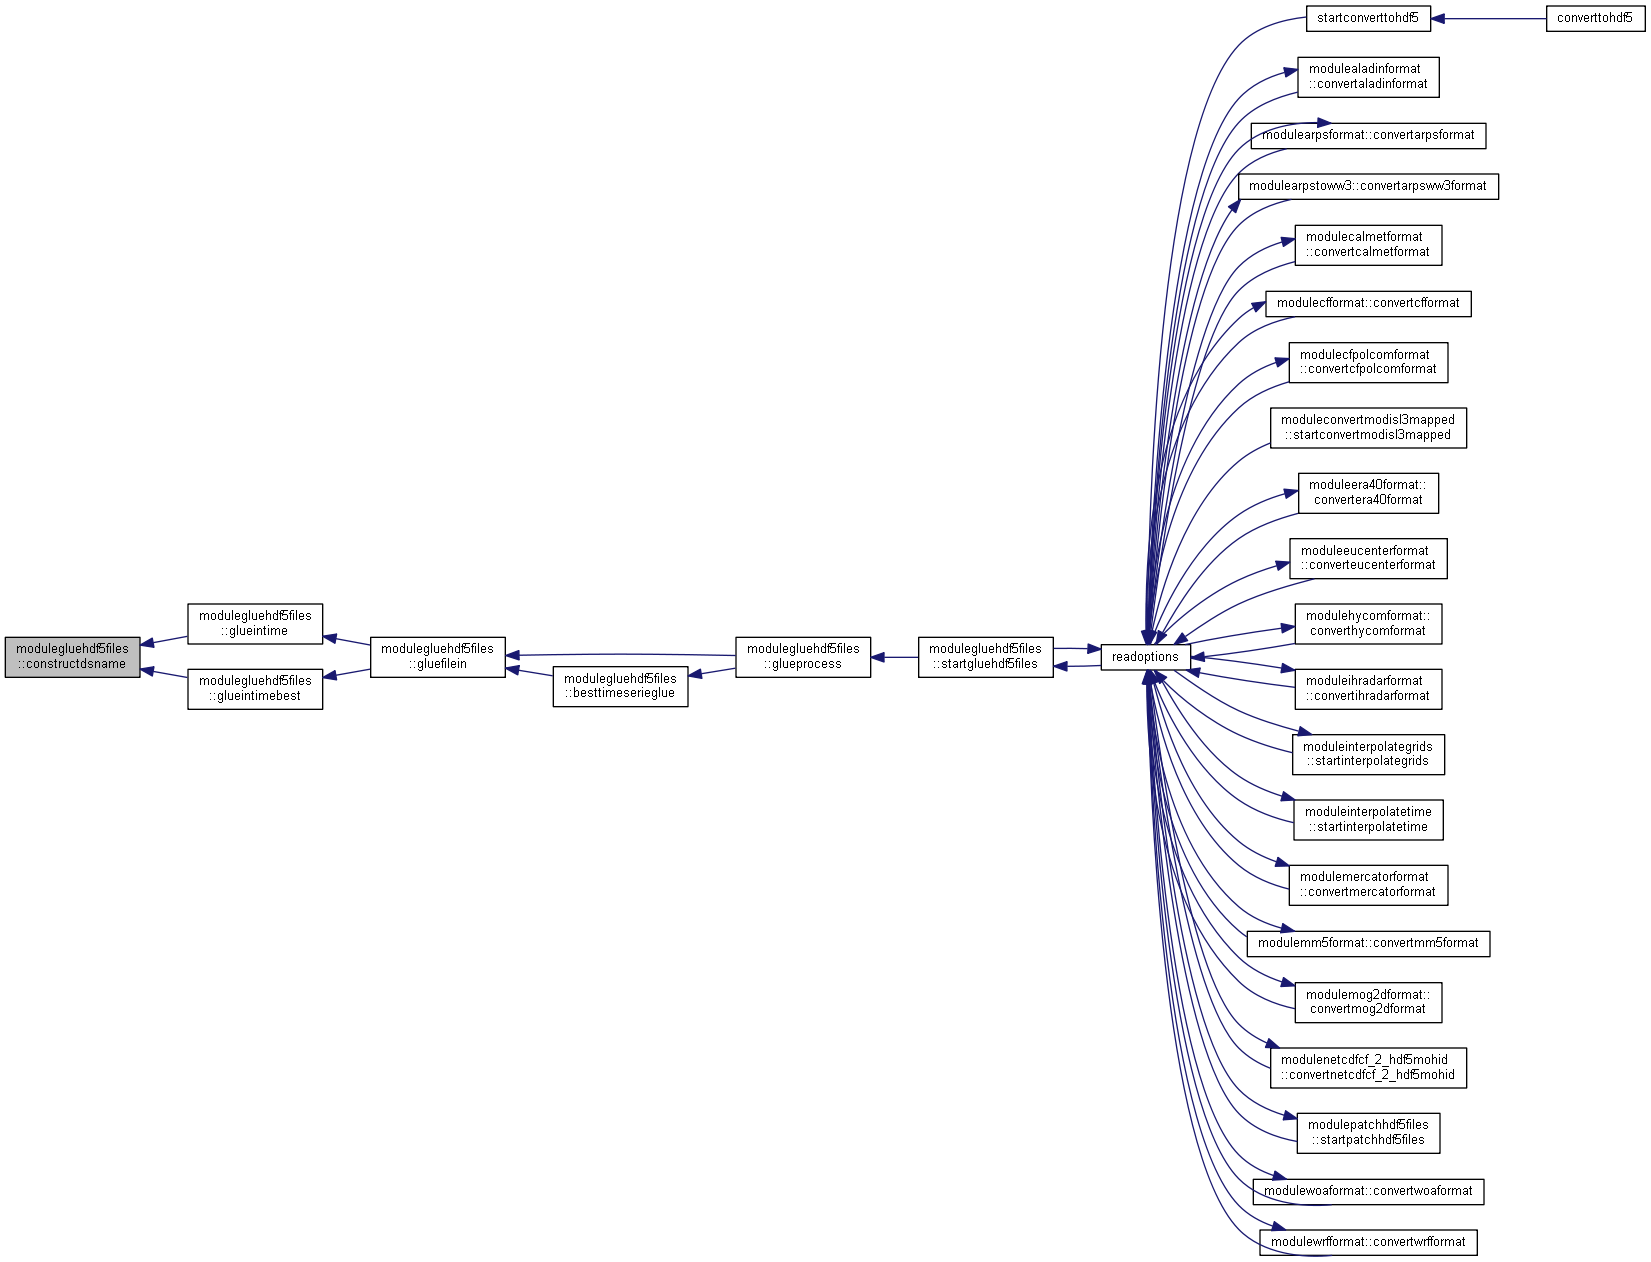 modulegluehdf5files
::constructdsname
modulegluehdf5files
::glueintime
modulegluehdf5files
::glueintimebest
modulegluehdf5files
::gluefilein
modulegluehdf5files
::besttimeserieglue
modulegluehdf5files
::glueprocess
modulegluehdf5files
::startgluehdf5files
readoptions
startconverttohdf5
converttohdf5
modulealadinformat
::convertaladinformat
modulearpsformat::convertarpsformat
modulearpstoww3::convertarpsww3format
modulecalmetformat
::convertcalmetformat
modulecfformat::convertcfformat
modulecfpolcomformat
::convertcfpolcomformat
moduleconvertmodisl3mapped
::startconvertmodisl3mapped
moduleera40format::
convertera40format
moduleeucenterformat
::converteucenterformat
modulehycomformat::
converthycomformat
moduleihradarformat
::convertihradarformat
moduleinterpolategrids
::startinterpolategrids
moduleinterpolatetime
::startinterpolatetime
modulemercatorformat
::convertmercatorformat
modulemm5format::convertmm5format
modulemog2dformat::
convertmog2dformat
modulenetcdfcf_2_hdf5mohid
::convertnetcdfcf_2_hdf5mohid
modulepatchhdf5files
::startpatchhdf5files
modulewoaformat::convertwoaformat
modulewrfformat::convertwrfformat